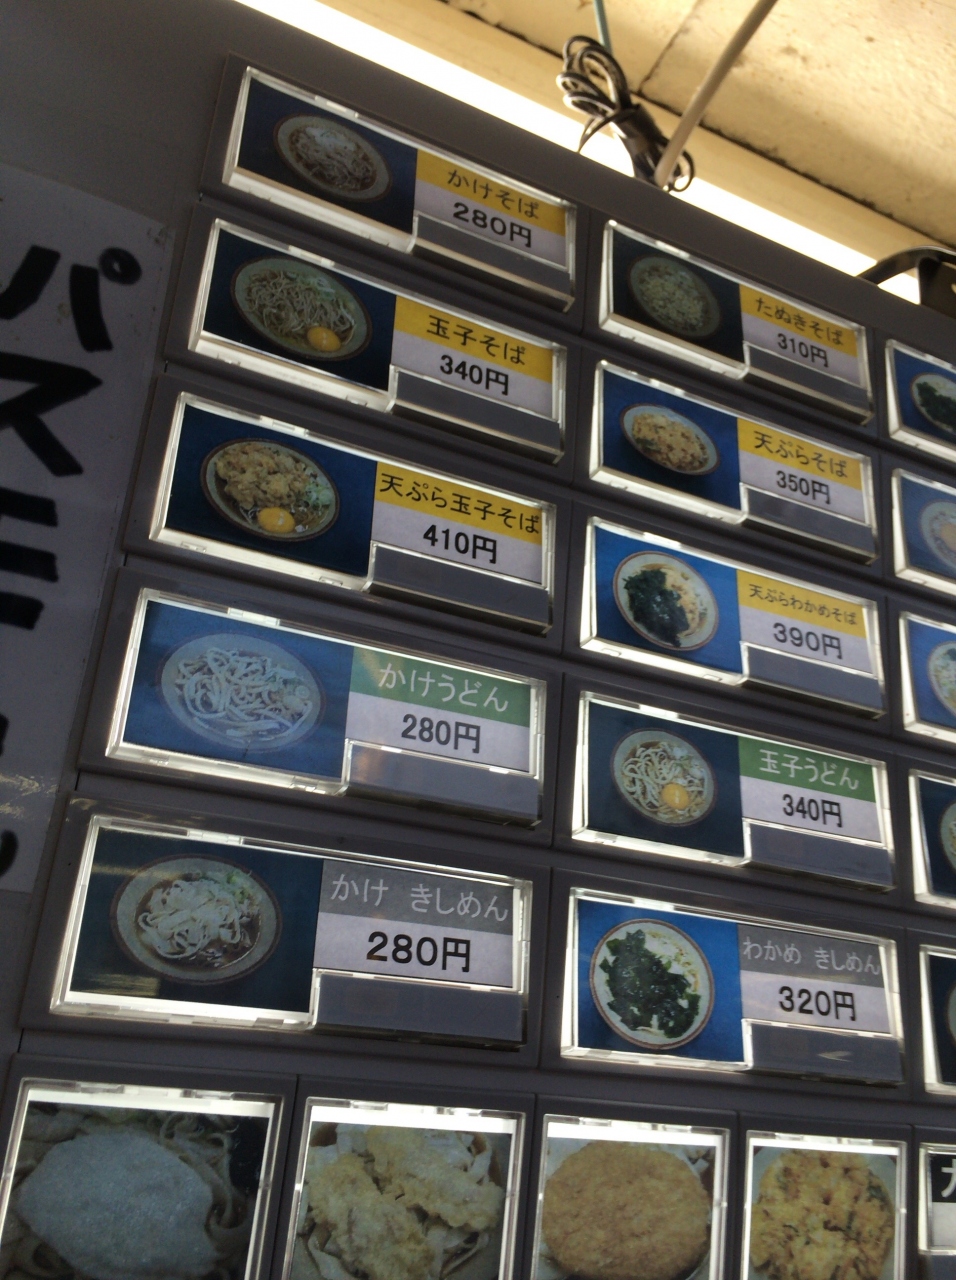 かけそば
280円
たぬきそば
310円
玉子そば
340円
天ぷらそば
350円
天ぷら玉子そば
410円
天ぷらわかめそば
390円
かけうどん
280円
玉子うどん
340円
かけ きしめん
280円
わかめ きしめん
320円
パスモ